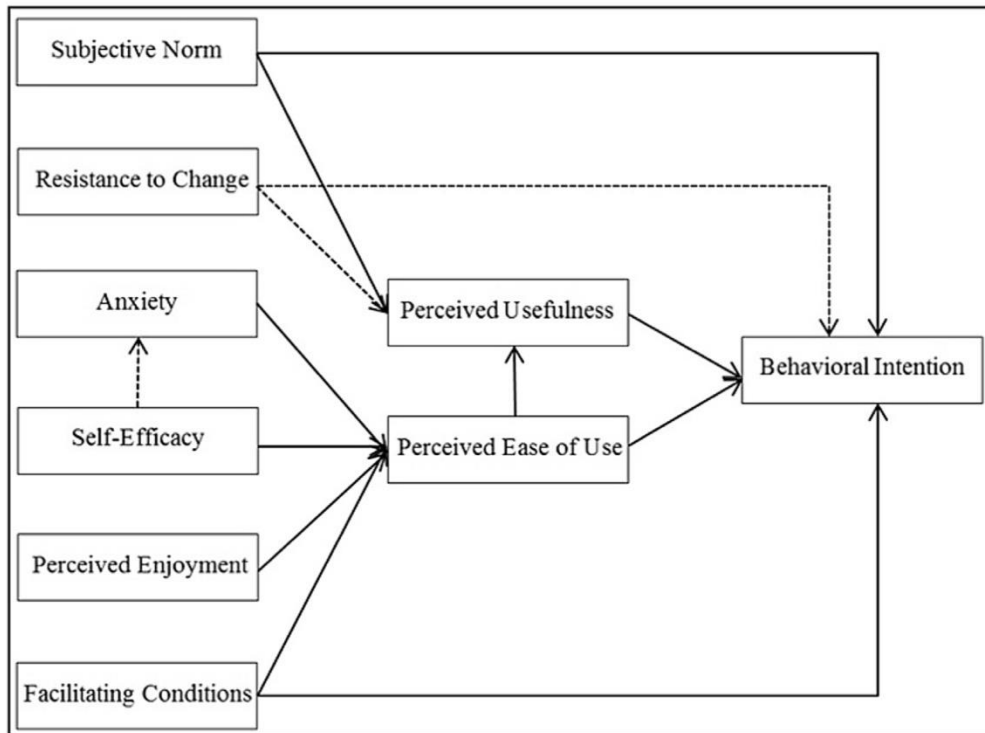 Subjective Norm
Resistance to Change
Anxiety
Perceived Usefulness
Behavioral Intention
Self-Efficacy
Perceived Ease of Use
Perceived Enjoyment
Facilitating Conditions